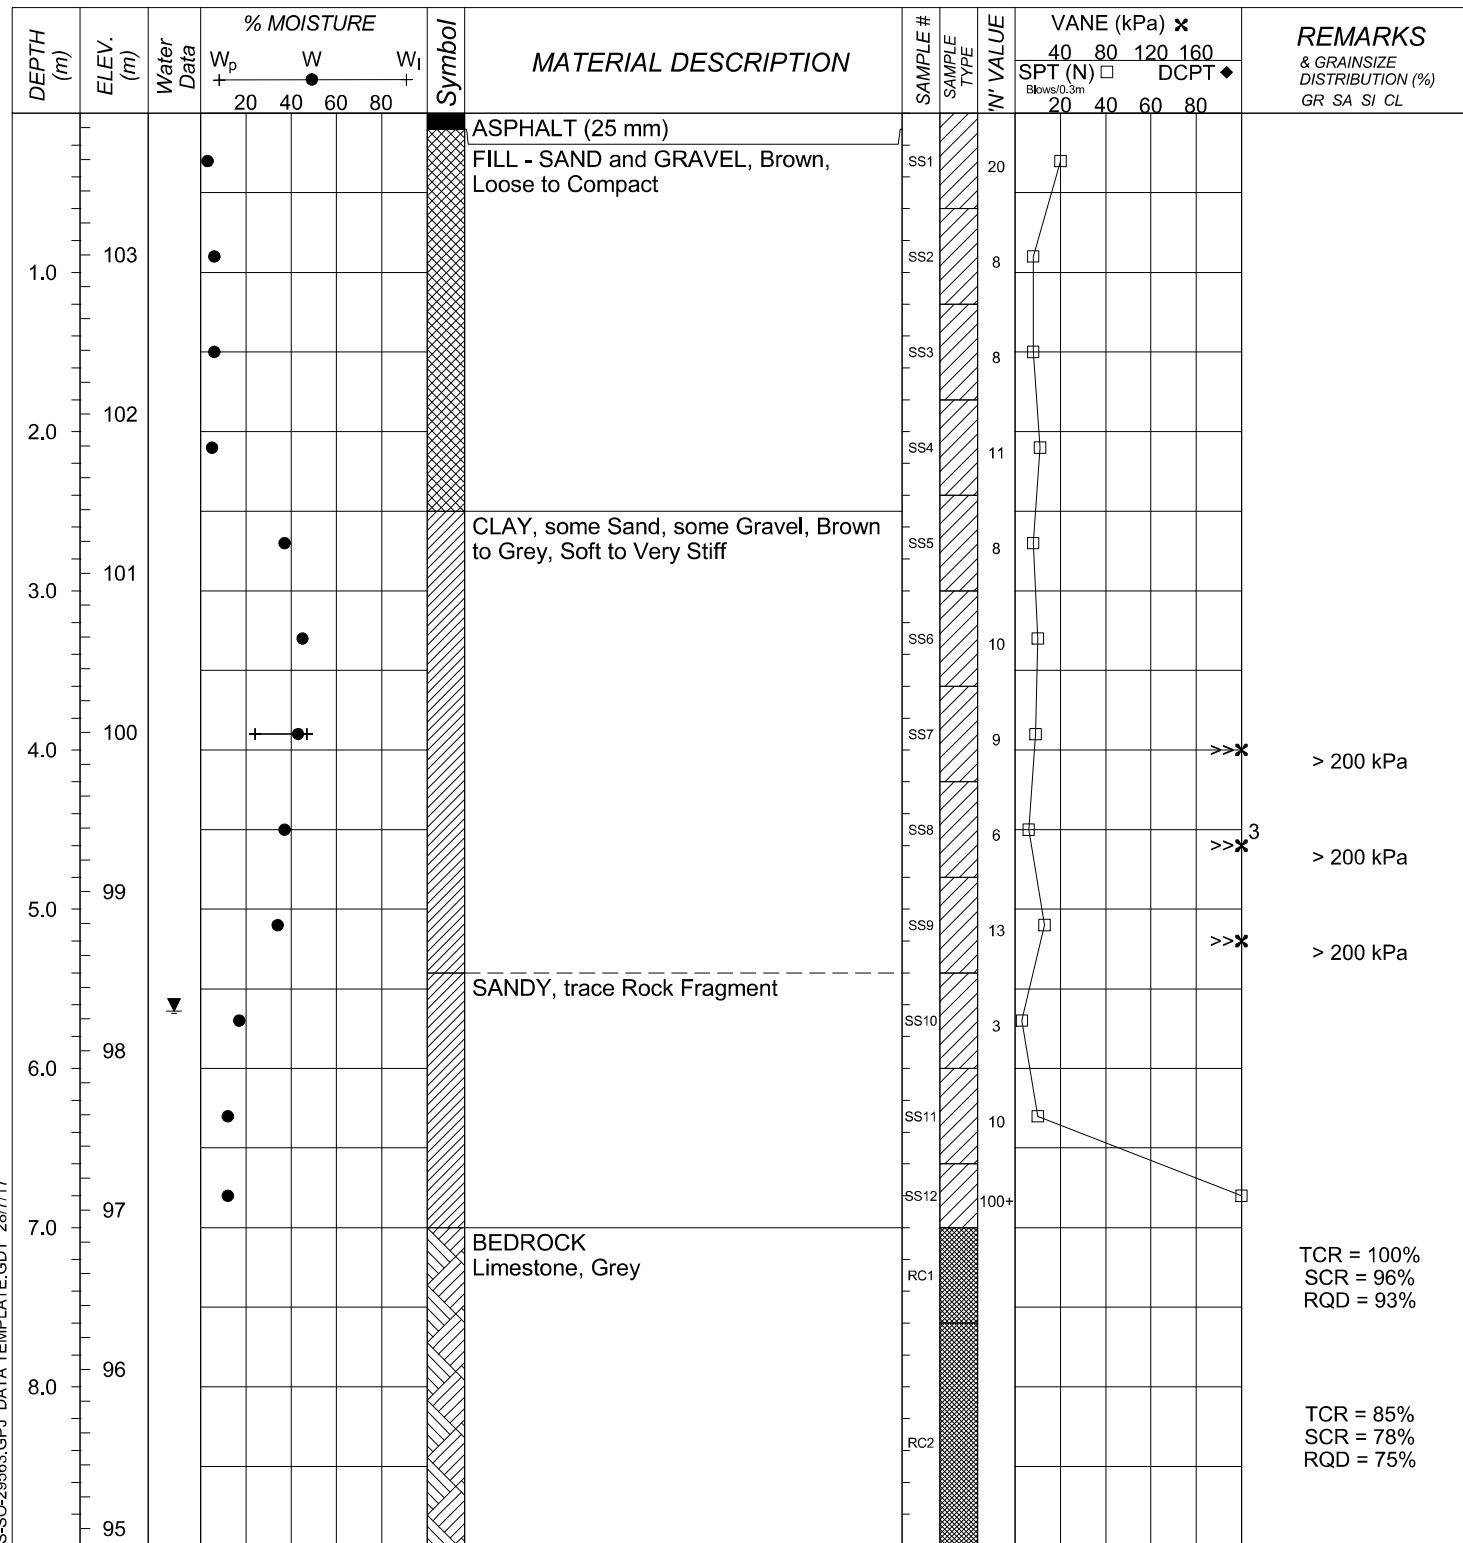 DEPTH (m)
ELEV. (m)
Water Data
% MOISTURE
Wp W Wl
20 40 60 80
Symbol
MATERIAL DESCRIPTION
SAMPLE #
SAMPLE TYPE
'N' VALUE
VANE (kPa)
40 80 120 160
SPT (N) DCPT
Blows/0.3m
20 40 60 80
REMARKS
& GRAINSIZE
DISTRIBUTION (%)
GR SA SI CL
ASPHALT (25 mm)
FILL - SAND and GRAVEL, Brown,
Loose to Compact
SS1 20
103
SS2 8
1.0
SS3 8
102
2.0
SS4 11
CLAY, some Sand, some Gravel, Brown
to Grey, Soft to Very Stiff
SS5 8
101
3.0
SS6 10
100
SS7 9
4.0
>>
> 200 kPa
SS8 6
3
>>
> 200 kPa
99
5.0
SS9 13
>>
> 200 kPa
SANDY, trace Rock Fragment
SS10 3
98
6.0
SS11 10
SS12 100+
97
7.0
BEDROCK
Limestone, Grey
RC1
TCR = 100%
SCR = 96%
RQD = 93%
96
8.0
RC2
TCR = 85%
SCR = 78%
RQD = 75%
95
DATA TEMPLATE.GDT